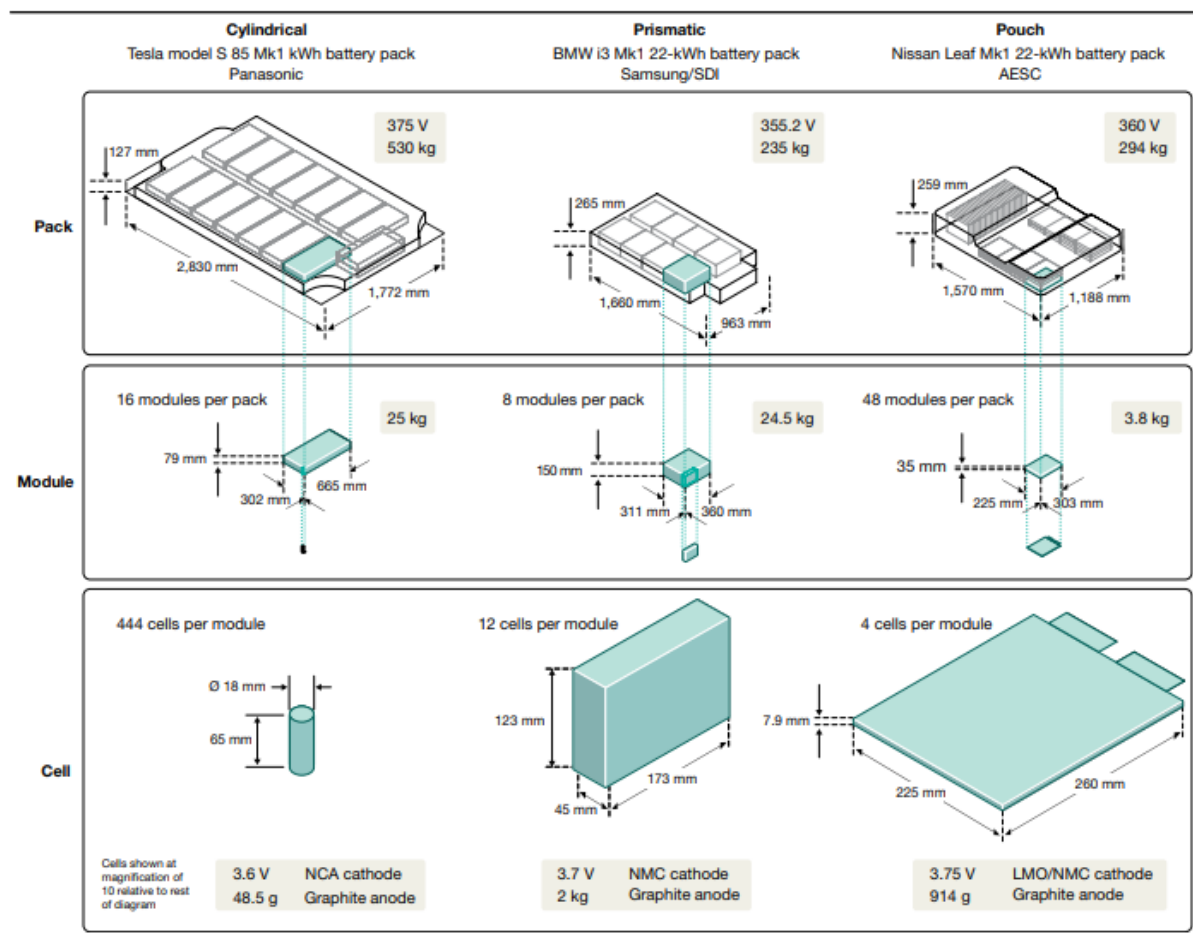 Cylindrical
Tesla model S 85 Mk1 kWh battery pack
Panasonic
Prismatic
BMW i3 Mk1 22-kWh battery pack
Samsung/SDI
Pouch
Nissan Leaf Mk1 22-kWh battery pack
AESC
Pack
375 V
530 kg
127 mm
2,830 mm
1,772 mm
355.2 V
235 kg
265 mm
1,660 mm
963 mm
360 V
294 kg
259 mm
1,570 mm
1,188 mm
Module
16 modules per pack
25 kg
79 mm
302 mm
665 mm
8 modules per pack
24.5 kg
150 mm
311 mm
360 mm
48 modules per pack
3.8 kg
35 mm
225 mm
303 mm
Cell
444 cells per module
Ø 18 mm
65 mm
12 cells per module
123 mm
45 mm
173 mm
4 cells per module
7.9 mm
225 mm
260 mm
Cells shown at
magnification of
10 relative to rest
of diagram
3.6 V NCA cathode
48.5 g Graphite anode
3.7 V NMC cathode
2 kg Graphite anode
3.75 V LMO/NMC cathode
914 g Graphite anode